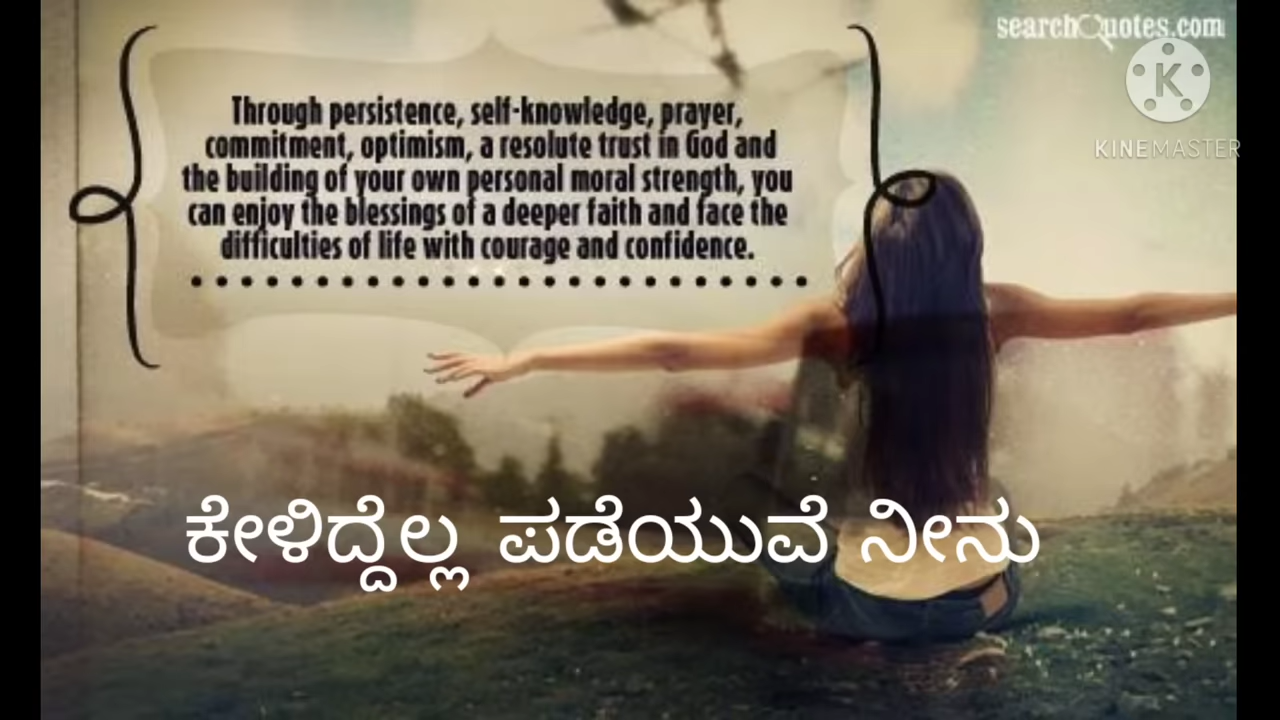 searchQuotes.com
K
KINEMASTER
Through persistence, self-knowledge, prayer,
commitment, optimism, a resolute trust in God and
the building of your own personal moral strength, you
can enjoy the blessings of a deeper faith and face the
difficulties of life with courage and confidence.
ಕೇಳಿದ್ದೆಲ್ಲ ಪಡೆಯುವೆ ನೀನು